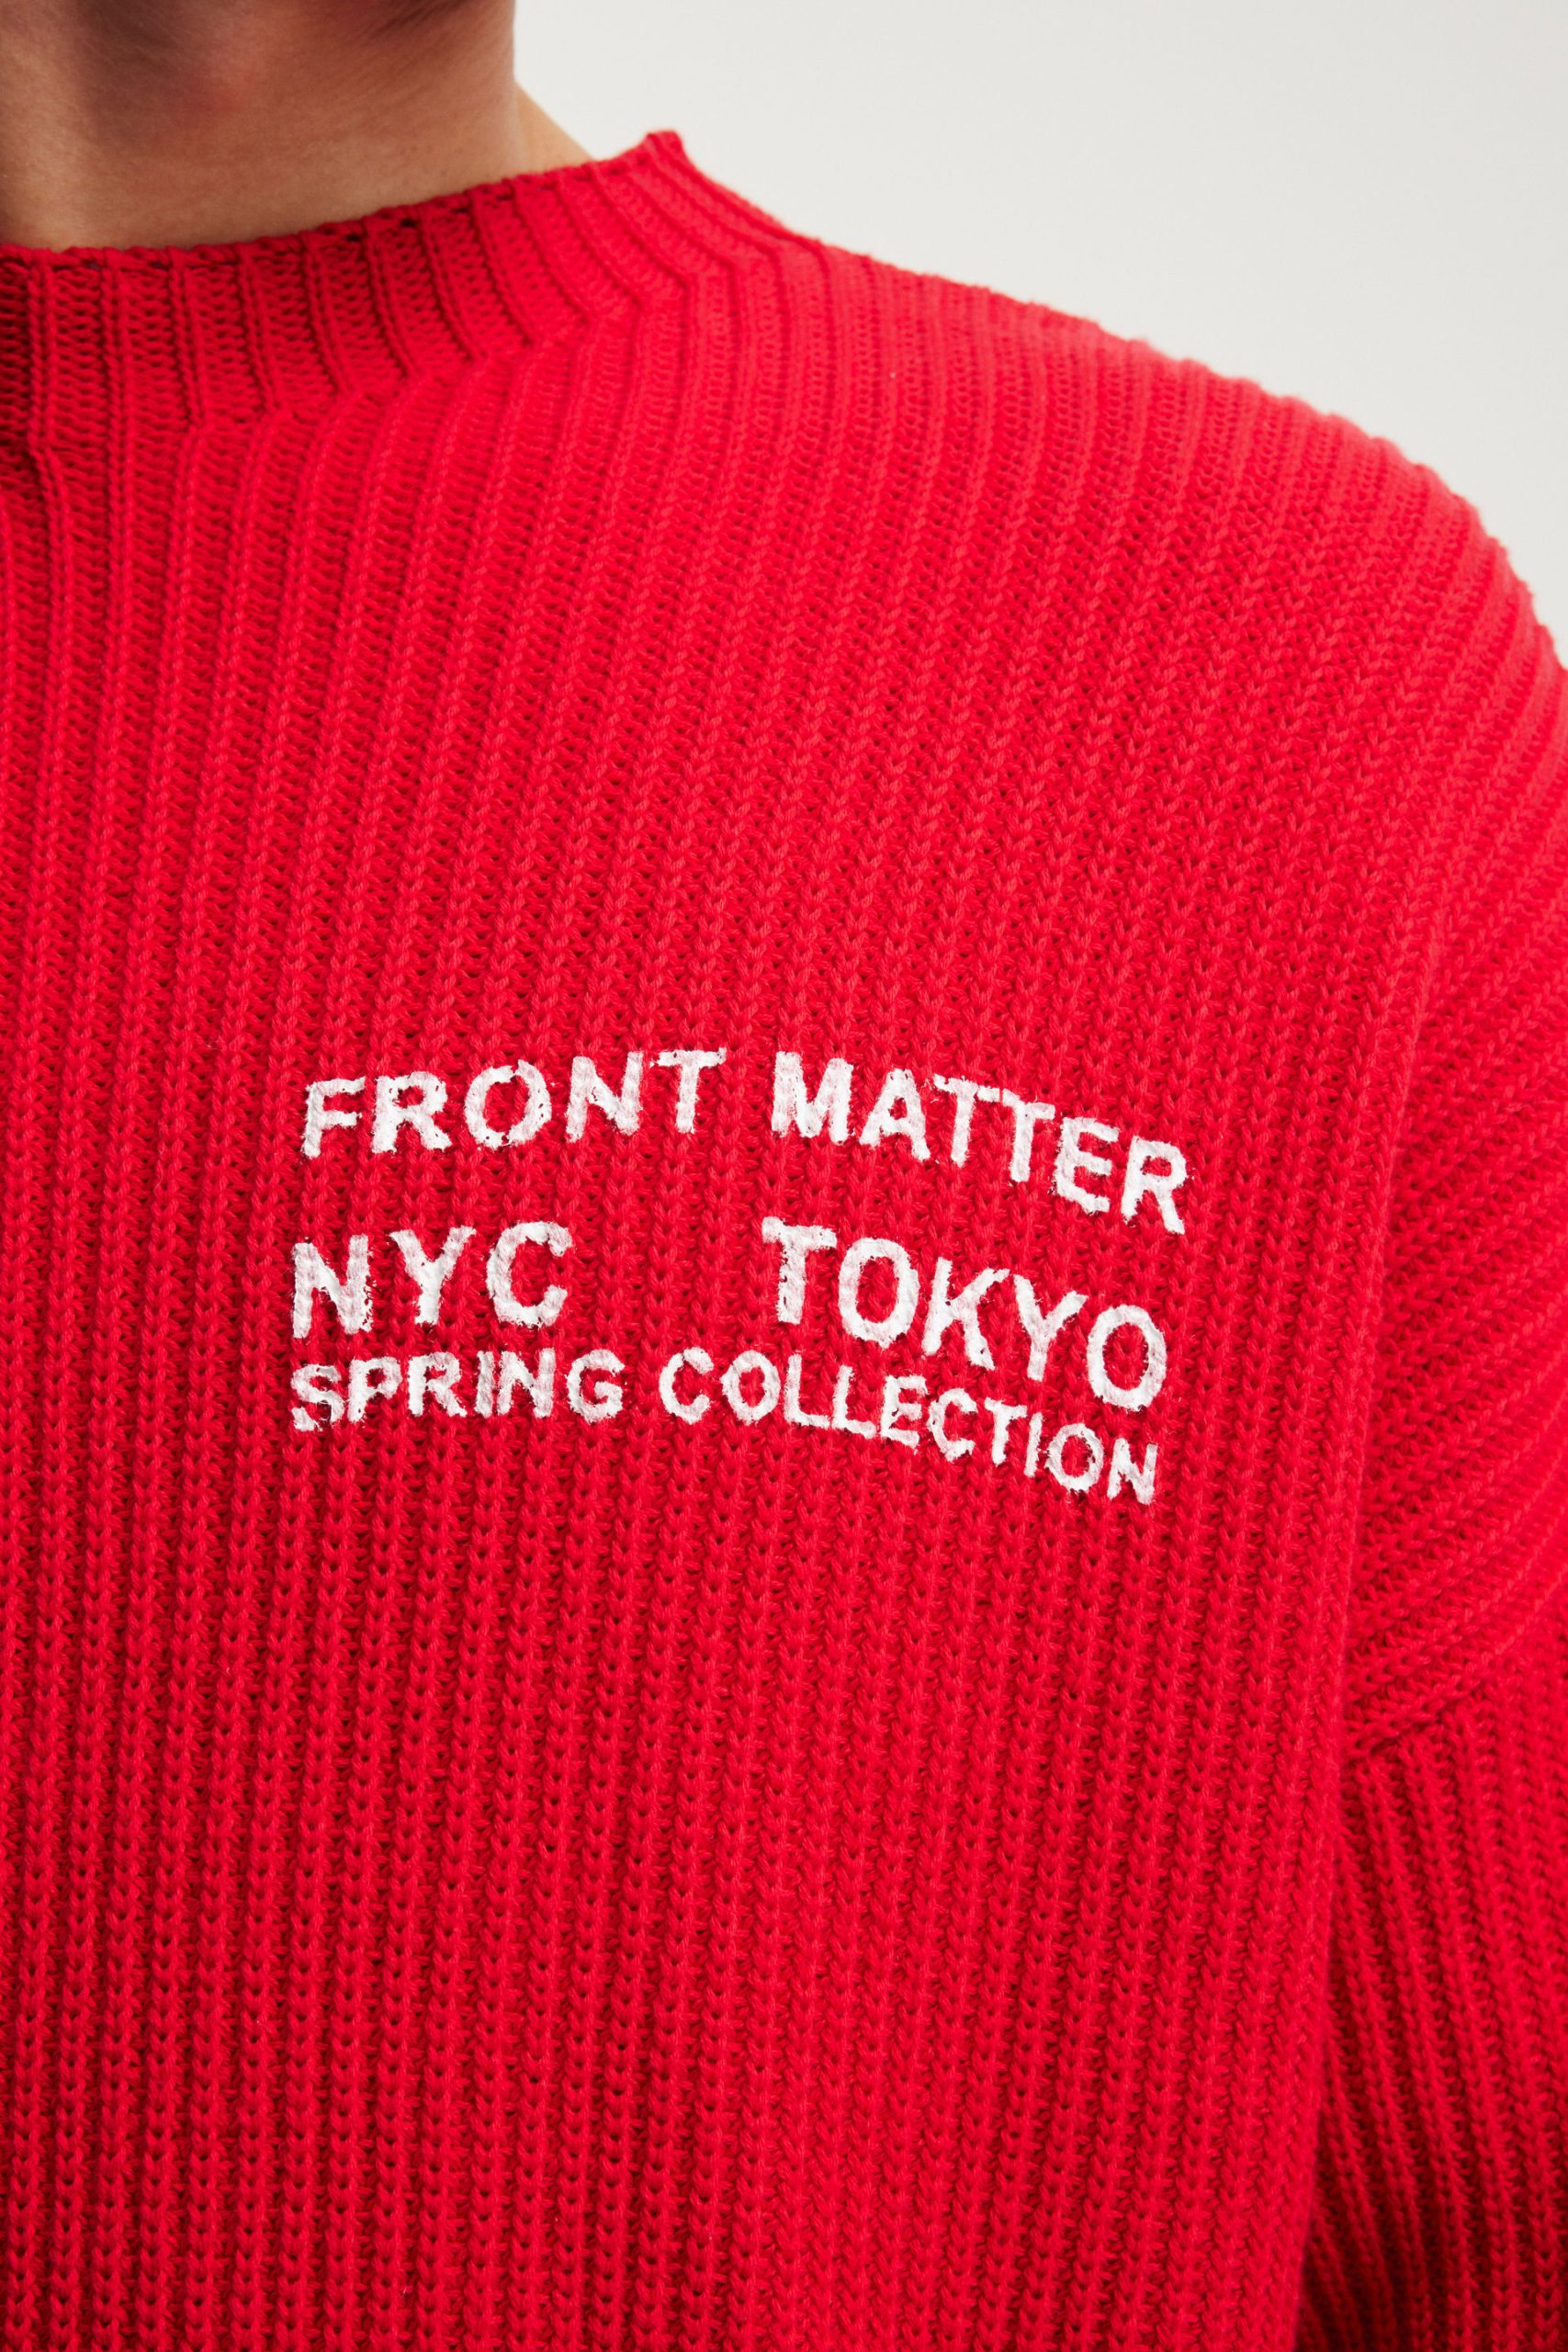 FRONT MATTER
NYC TOKYO
SPRING COLLECTION